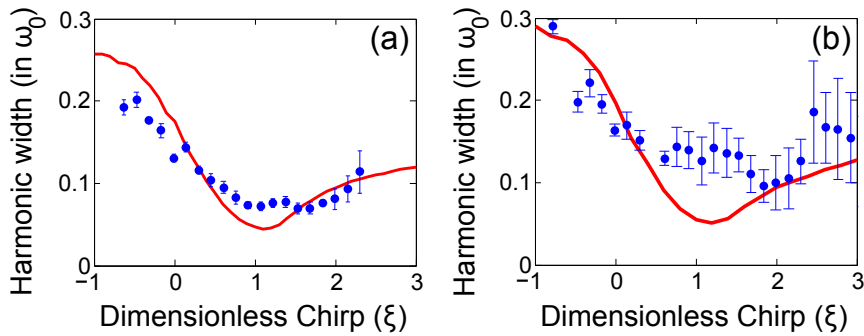 (a)
Harmonic width (in ω₀)
0.3
0.2
0.1
0
−1 0 1 2 3
Dimensionless Chirp (ξ)
(b)
Harmonic width (in ω₀)
0.3
0.2
0.1
0
−1 0 1 2 3
Dimensionless Chirp (ξ)